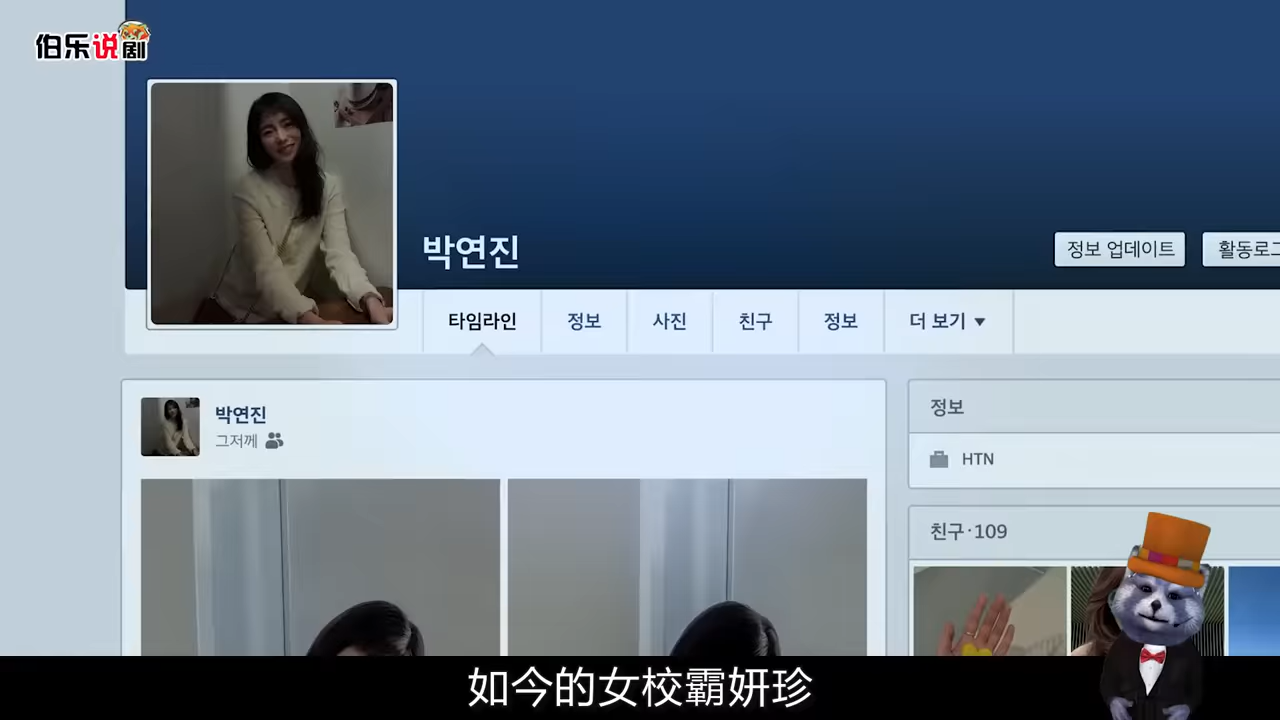 伯乐说剧
박연진
정보 업데이트
활동로그
타임라인
정보
사진
친구
정보
더 보기 ▼
박연진
그저께
정보
HTN
친구·109
如今的女校霸妍珍